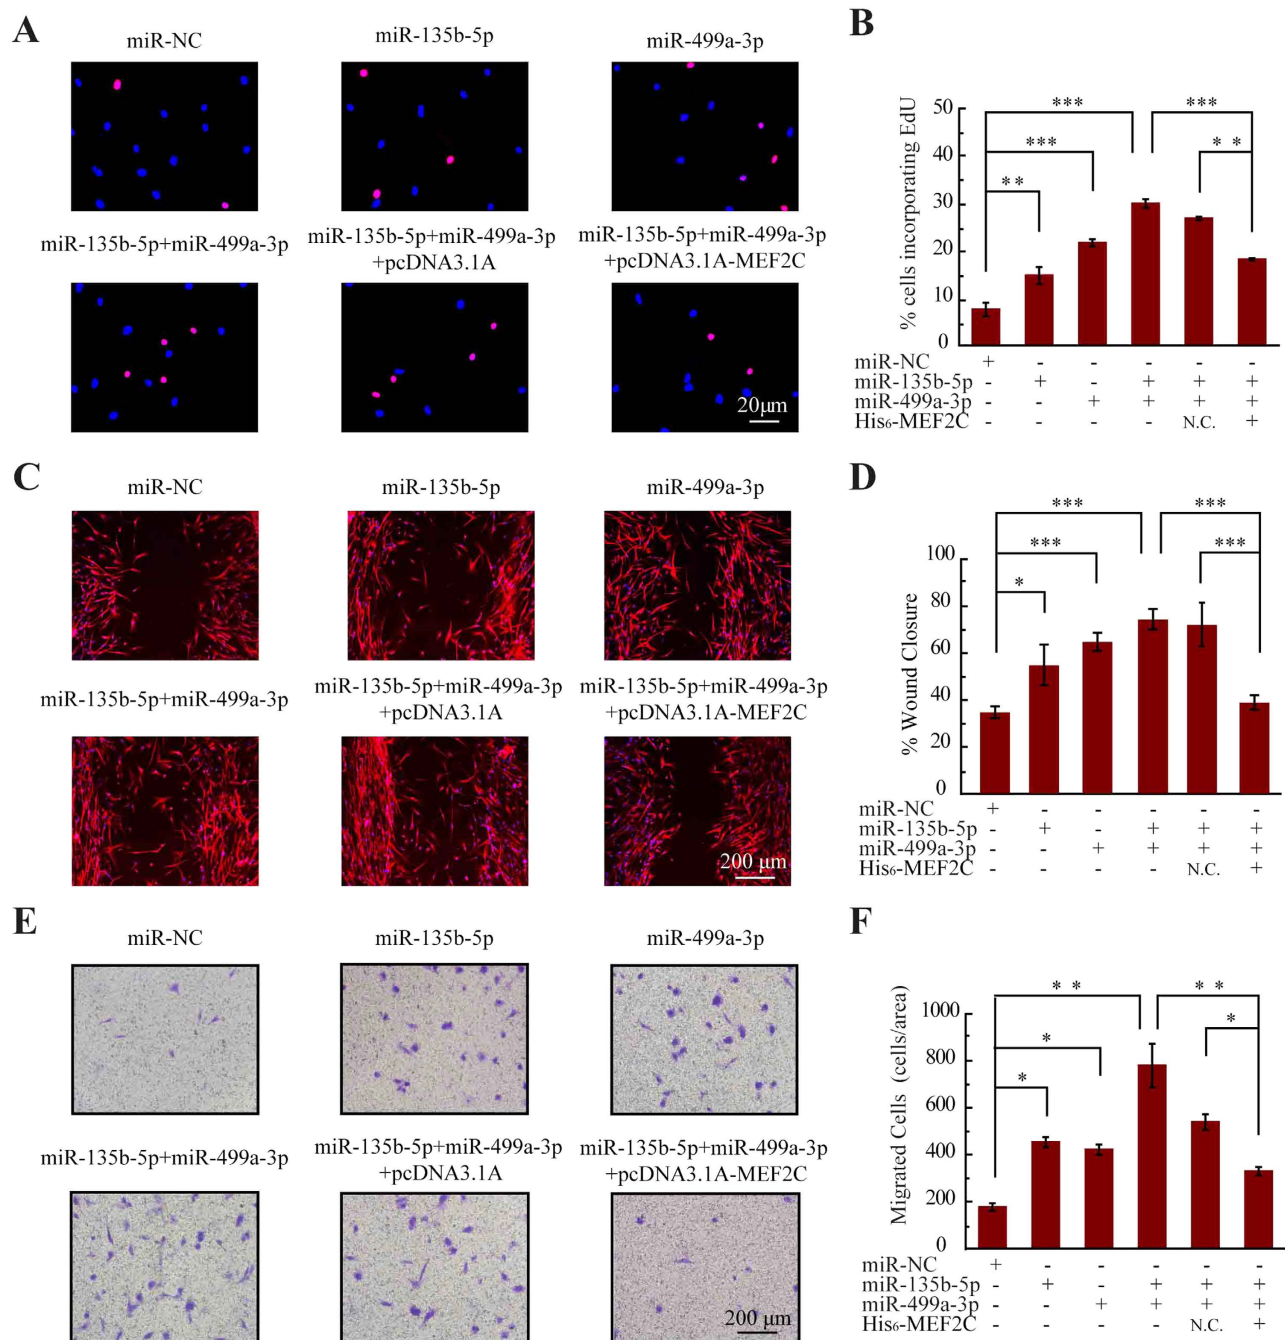 A
miR-NC
miR-135b-5p
miR-499a-3p
miR-135b-5p+miR-499a-3p
miR-135b-5p+miR-499a-3p
+pcDNA3.1A
miR-135b-5p+miR-499a-3p
+pcDNA3.1A-MEF2C
20μm
B
% cells incorporating EdU
50
40
30
20
10
0
***
***
***
* *
**
miR-NC + - - - - -
miR-135b-5p - + - + + +
miR-499a-3p - - + + + +
His6-MEF2C - - - - N.C. +
C
miR-NC
miR-135b-5p
miR-499a-3p
miR-135b-5p+miR-499a-3p
miR-135b-5p+miR-499a-3p
+pcDNA3.1A
miR-135b-5p+miR-499a-3p
+pcDNA3.1A-MEF2C
200 μm
D
% Wound Closure
100
80
60
40
20
0
***
***
***
***
*
miR-NC + - - - - -
miR-135b-5p - + - + + +
miR-499a-3p - - + + + +
His6-MEF2C - - - - N.C. +
E
miR-NC
miR-135b-5p
miR-499a-3p
miR-135b-5p+miR-499a-3p
miR-135b-5p+miR-499a-3p
+pcDNA3.1A
miR-135b-5p+miR-499a-3p
+pcDNA3.1A-MEF2C
200 μm
F
Migrated Cells (cells/area)
1000
800
600
400
200
0
* *
* *
*
*
*
miR-NC + - - - - -
miR-135b-5p - + - + + +
miR-499a-3p - - + + + +
His6-MEF2C - - - - N.C. +